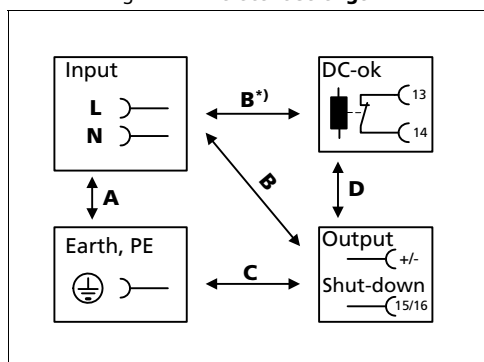 Input
L
N
B*)
DC-ok
13
14
A
B
D
Earth, PE
C
Output
+/-
Shut-down
15/16